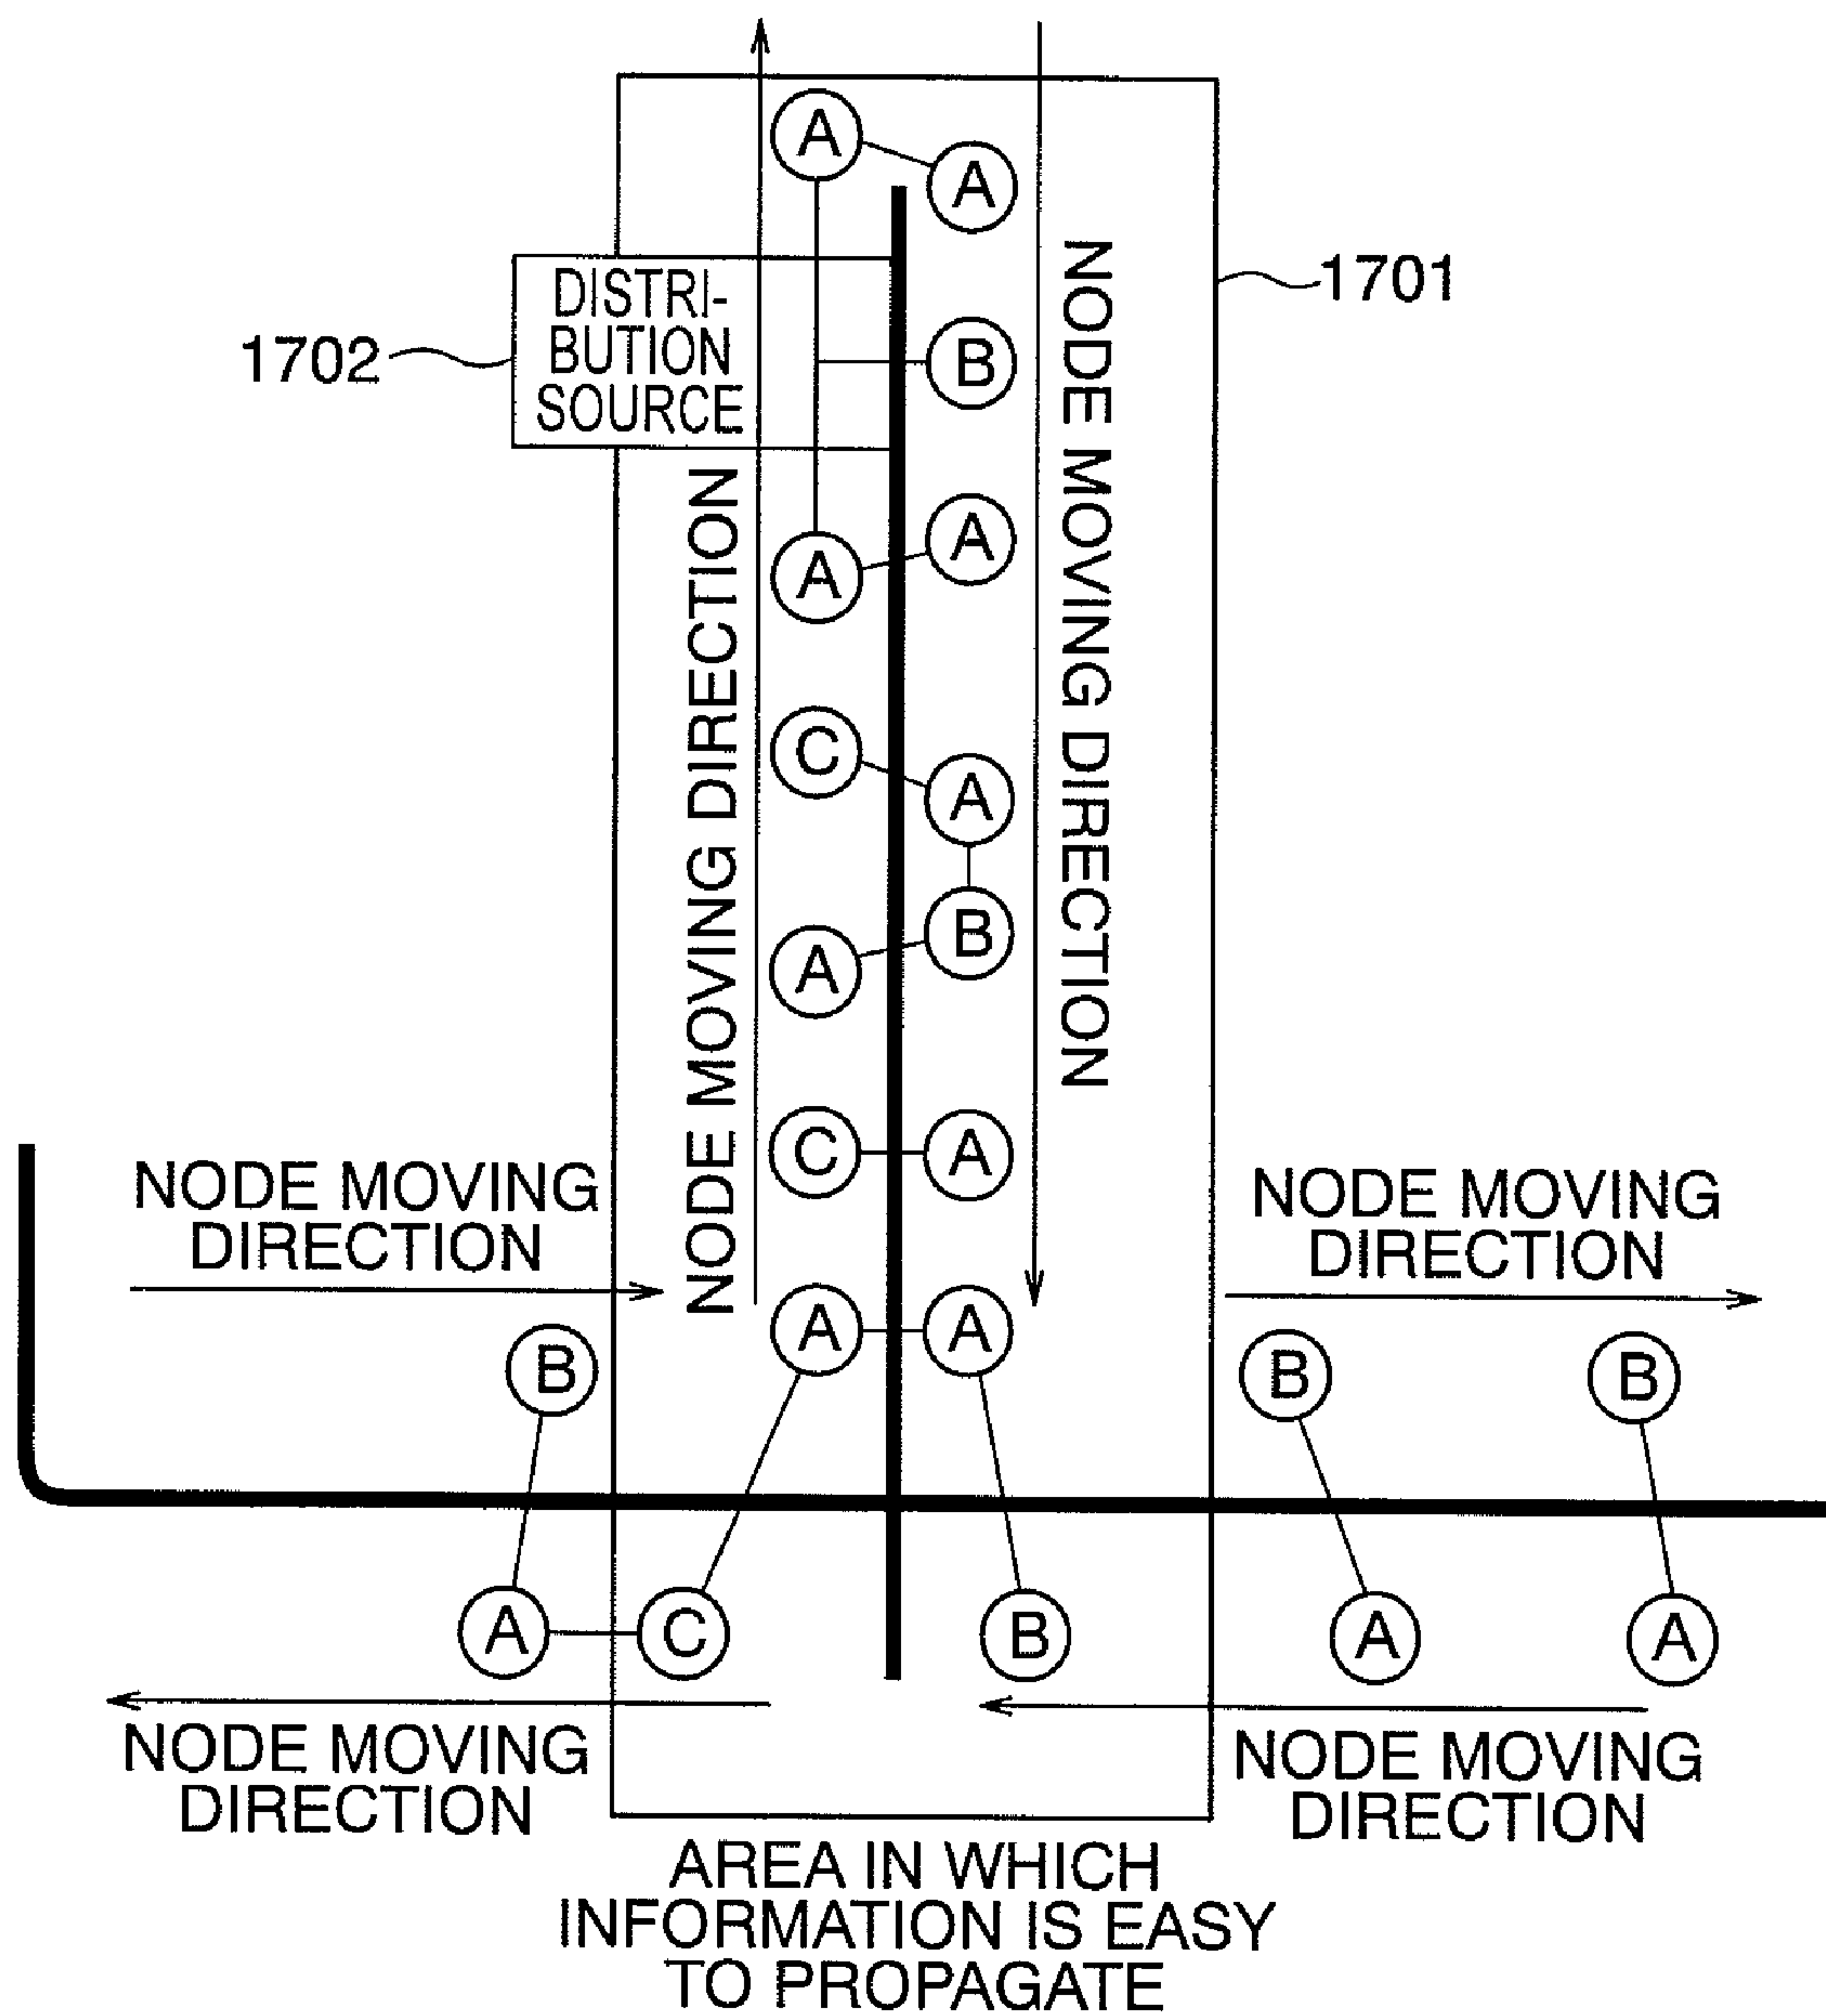 A
A
1701
DISTRI-
BUTION
SOURCE
1702
B
NODE MOVING DIRECTION
NODE MOVING DIRECTION
A
A
C
A
B
A
C
A
NODE MOVING
DIRECTION
NODE MOVING
DIRECTION
A
A
B
B
B
A
C
B
A
A
NODE MOVING
DIRECTION
NODE MOVING
DIRECTION
AREA IN WHICH
INFORMATION IS EASY
TO PROPAGATE